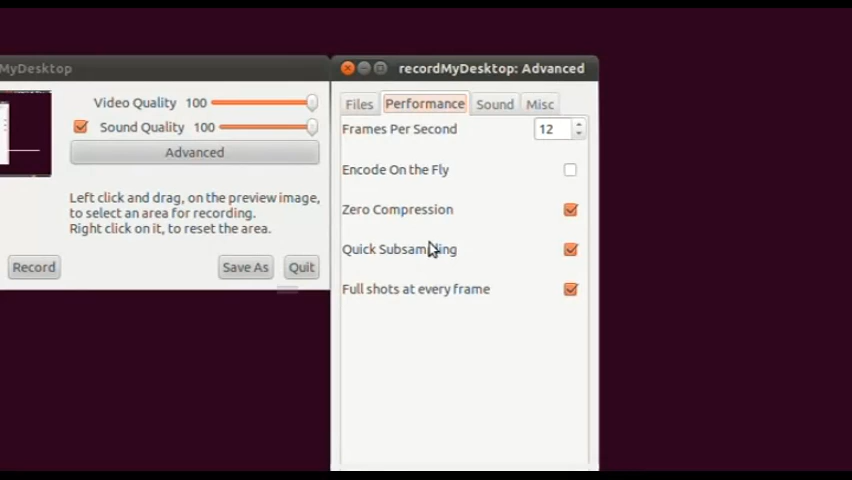 MyDesktop
Video Quality 100
Sound Quality 100
Advanced
Left click and drag, on the preview image,
to select an area for recording.
Right click on it, to reset the area.
Record
Save As
Quit
recordMyDesktop: Advanced
Files
Performance
Sound
Misc
Frames Per Second 12
Encode On the Fly
Zero Compression
Quick Subsampling
Full shots at every frame